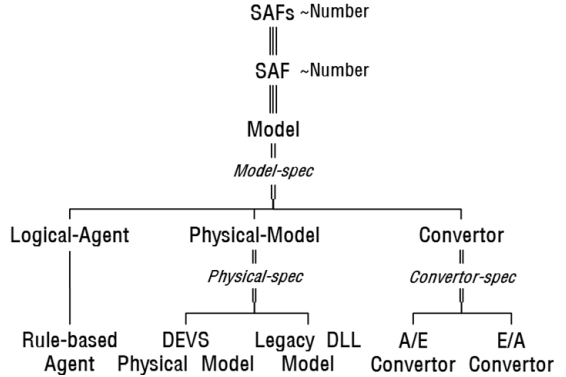 SAFs ~Number
SAF ~Number
Model
Model-spec
Logical-Agent Physical-Model Convertor
Physical-spec Convertor-spec
Rule-based DEVS Legacy DLL A/E E/A
Agent Physical Model Model Convertor Convertor